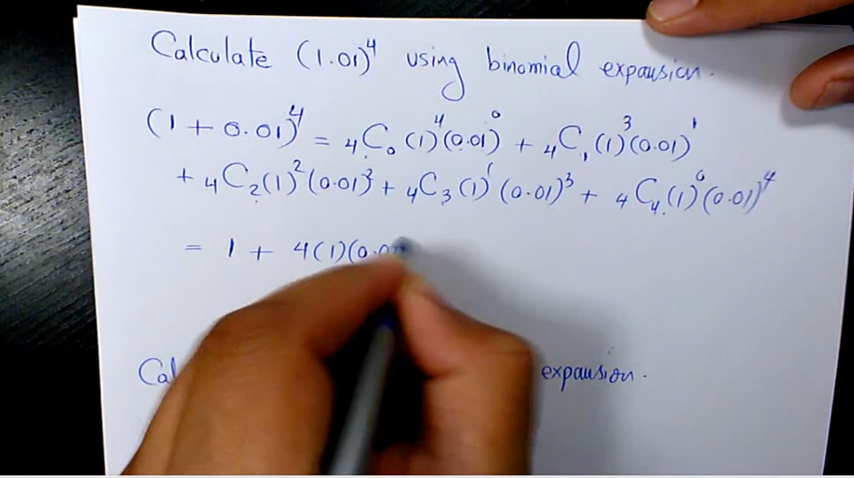 Calculate (1.01)⁴ using binomial expansion.
(1 + 0.01)⁴ = ₄C₀(1)⁴(0.01)⁰ + ₄C₁(1)³(0.01)¹
+ ₄C₂(1)²(0.01)² + ₄C₃(1)¹(0.01)³ + ₄C₄(1)⁰(0.01)⁴
= 1 + 4(1)(0.0
expansion.